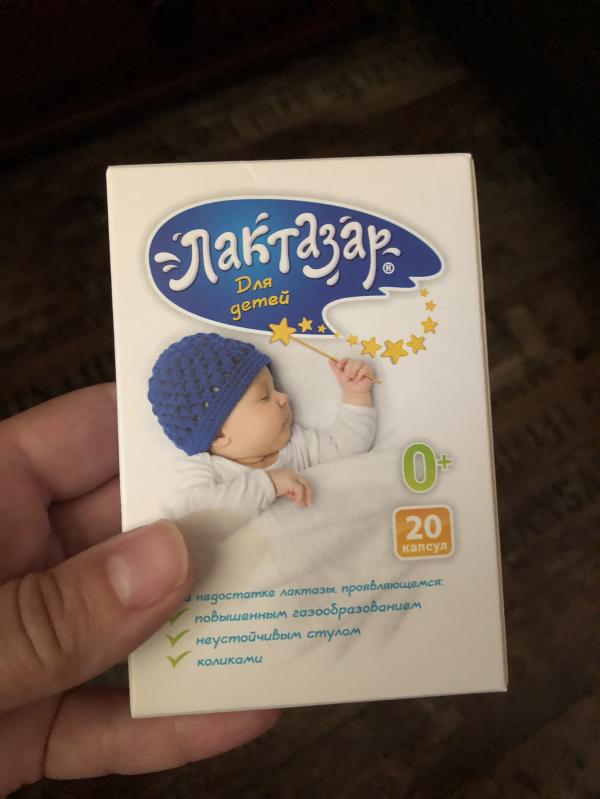 Лактазар®
Для
детей
0+
20
капсул
недостатке лактазы, проявляющемся:
повышенным газообразованием
неустойчивым стулом
коликами